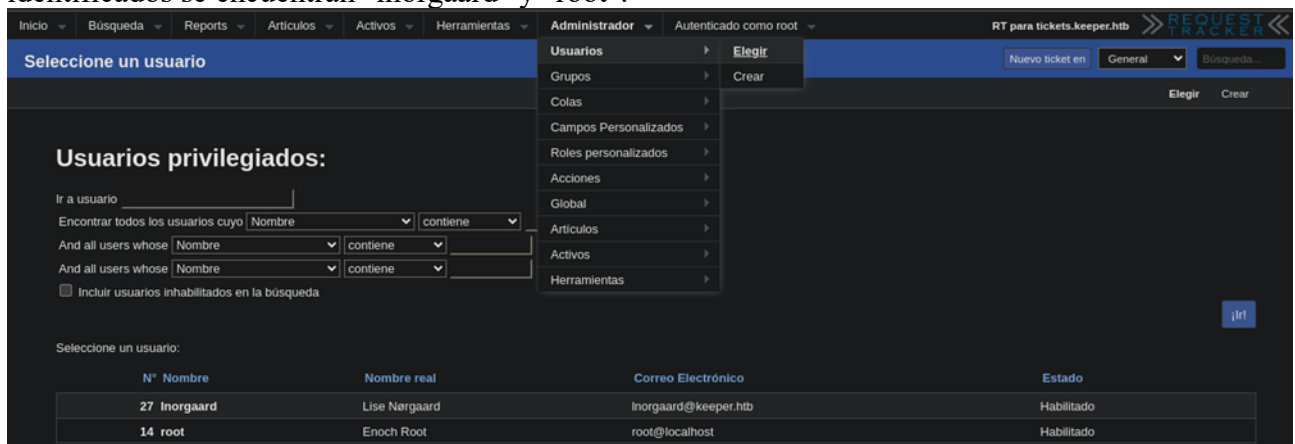 identificados se encuentran "lnorgaard" y "root".
Inicio Búsqueda Reports Artículos Activos Herramientas Administrador Autenticado como root RT para tickets.keeper.htb REQUEST TRACKER
Seleccione un usuario Usuarios Elegir Nuevo ticket en General Búsqueda...
Grupos Crear
Elegir Crear
Colas
Campos Personalizados
Usuarios privilegiados: Roles personalizados
Acciones
Ir a usuario Global
Encontrar todos los usuarios cuyo Nombre contiene
Artículos
And all users whose Nombre contiene
Activos
And all users whose Nombre contiene
Herramientas
Incluir usuarios inhabilitados en la búsqueda
¡Ir!
Seleccione un usuario:
N° Nombre Nombre real Correo Electrónico Estado
27 lnorgaard Lise Nørgaard lnorgaard@keeper.htb Habilitado
14 root Enoch Root root@localhost Habilitado